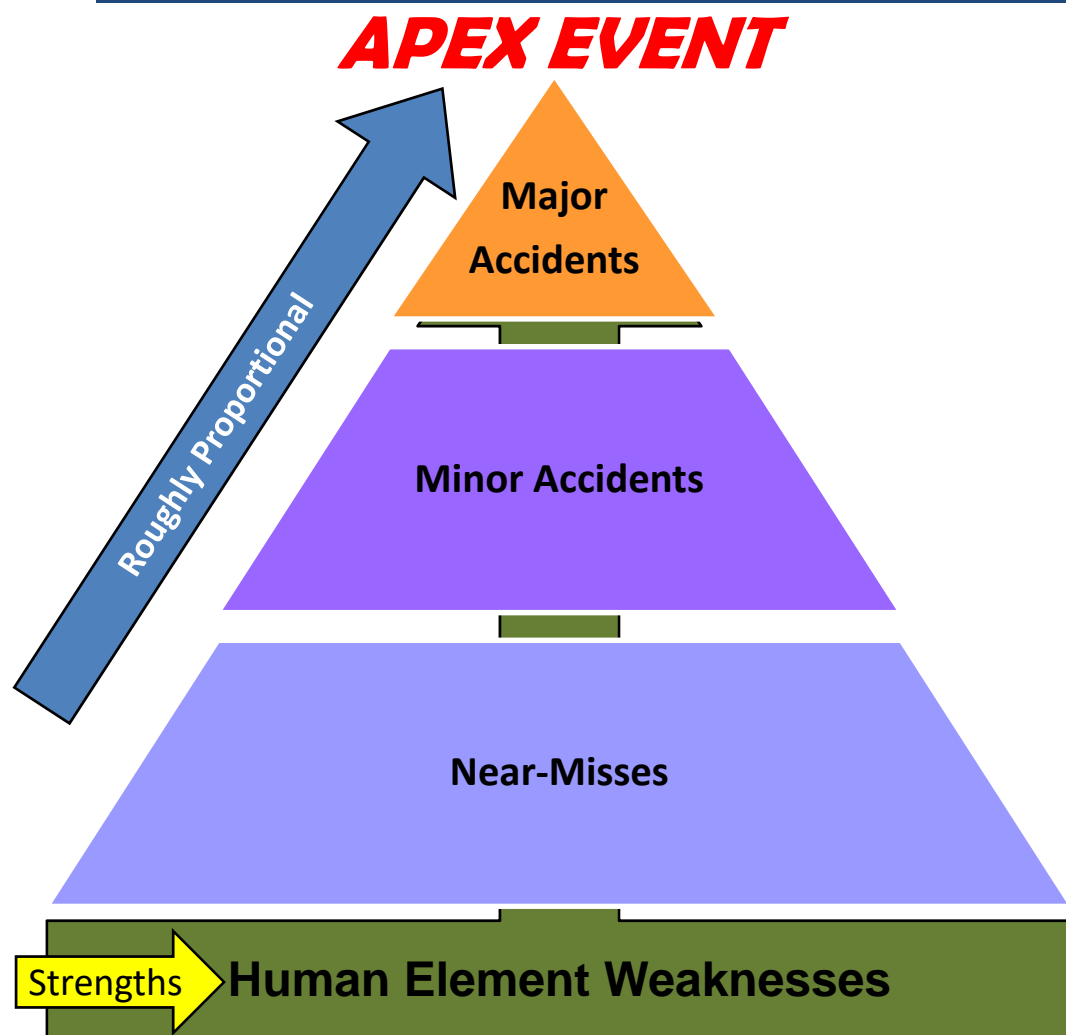 APEX EVENT
Major
Accidents
Roughly Proportional
Minor Accidents
Near-Misses
Strengths
Human Element Weaknesses